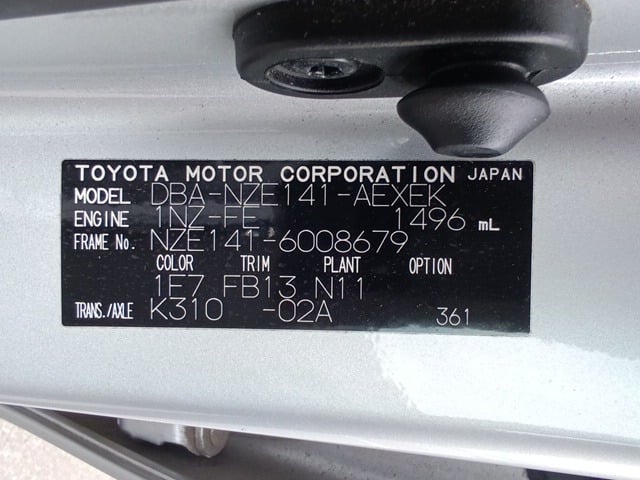 TOYOTA MOTOR CORPORATION JAPAN
MODEL DBA-NZE141-AEXEK
ENGINE 1NZ-FE 1496 mL
FRAME No. NZE141-6008679
COLOR TRIM PLANT OPTION
1E7 FB13 N11
TRANS./AXLE K310 -02A 361